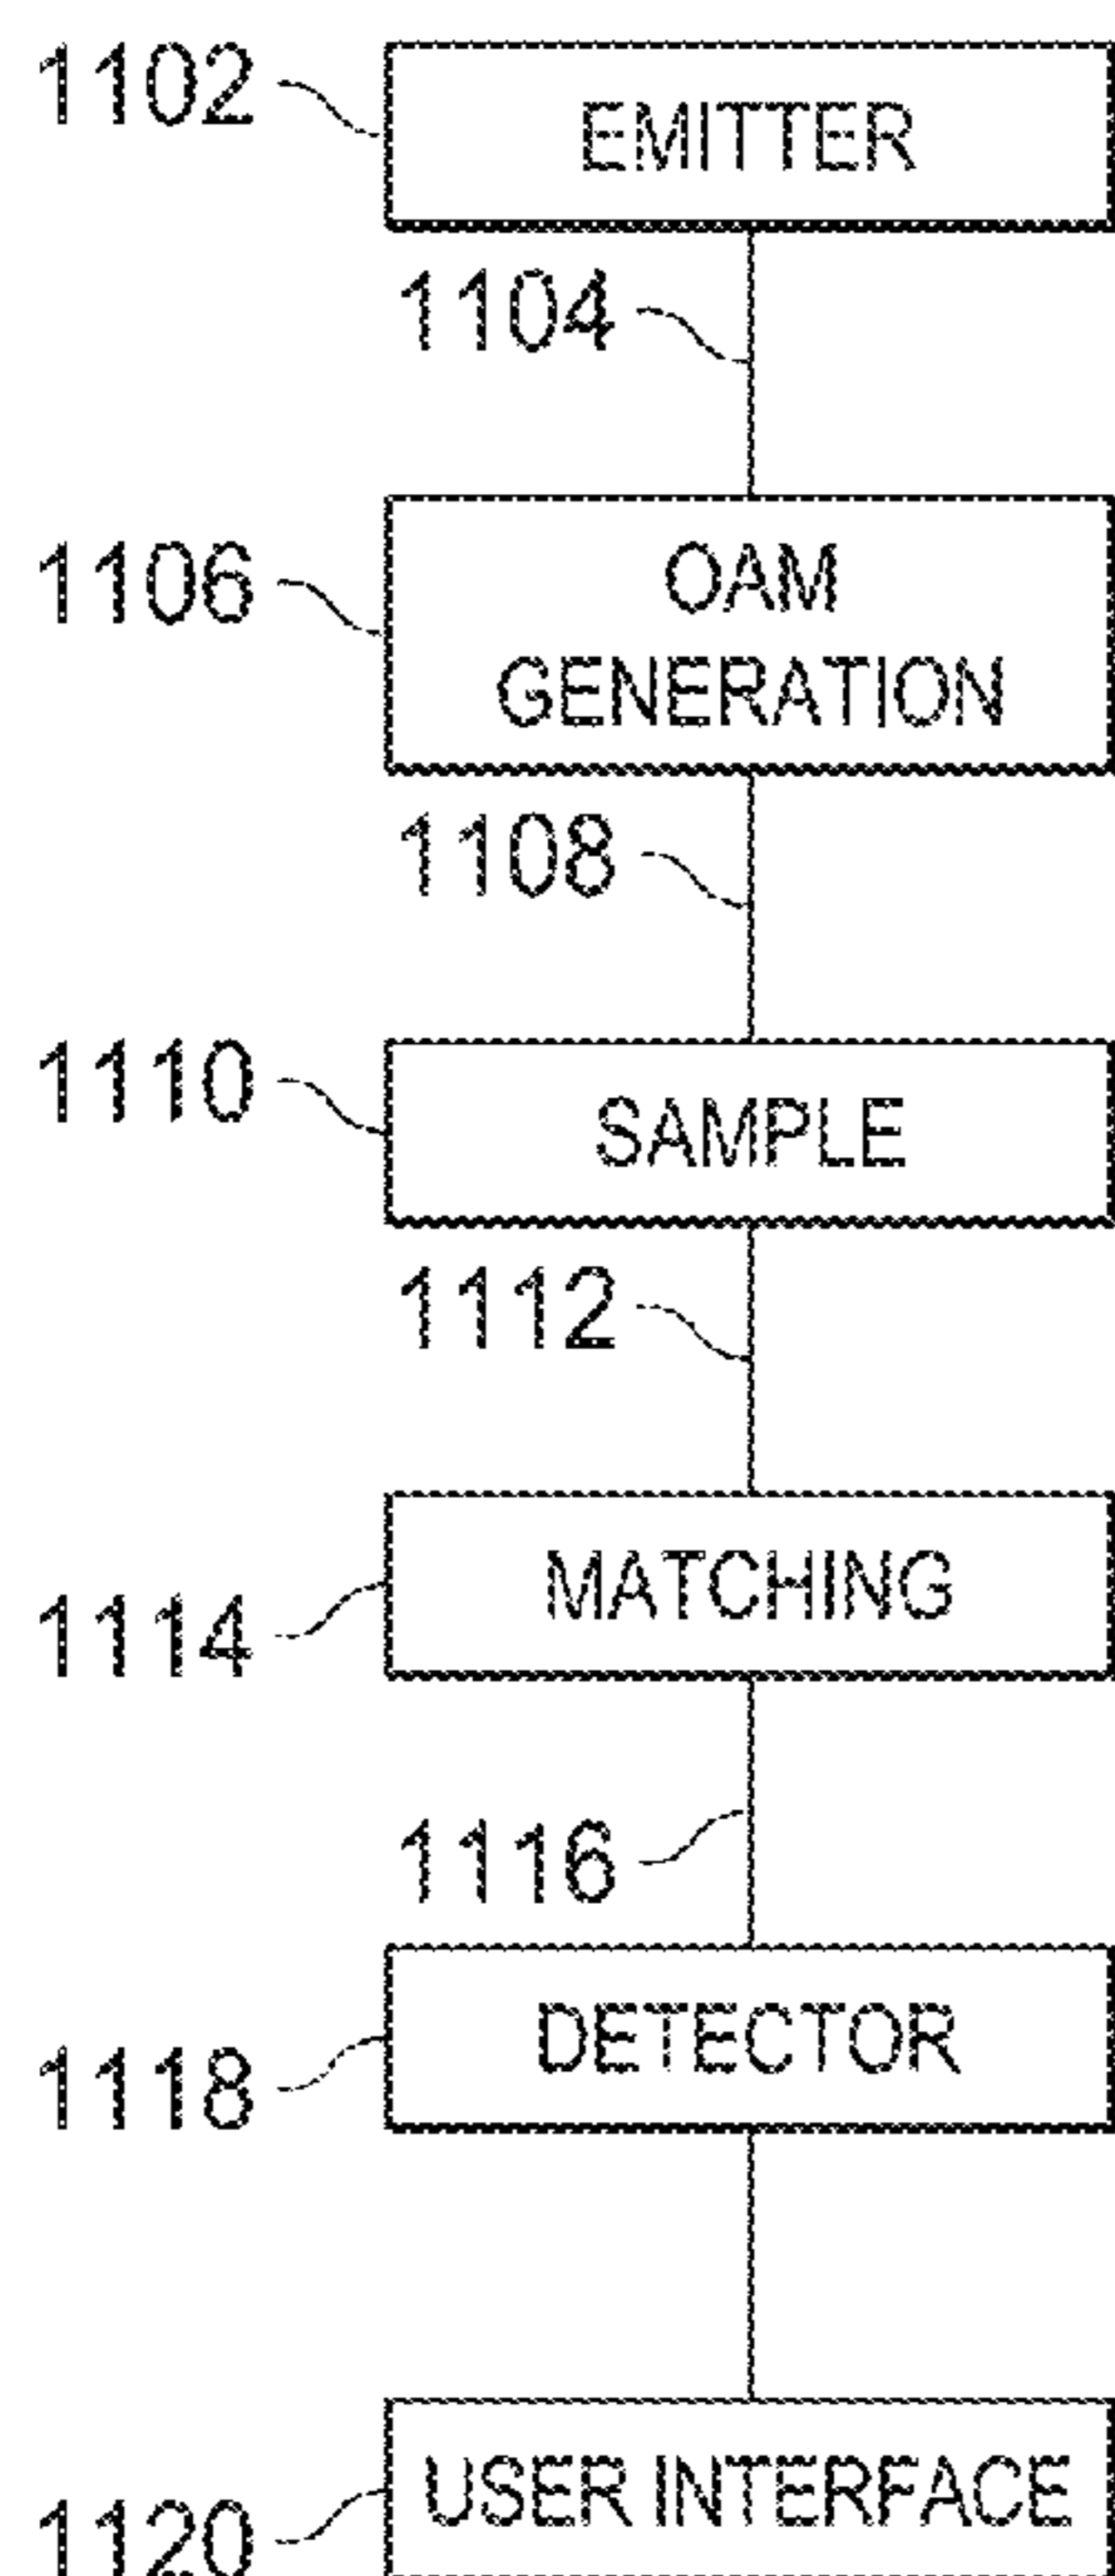 1102
EMITTER
1104
1106
OAM
GENERATION
1108
1110
SAMPLE
1112
MATCHING
1114
1116
DETECTOR
1118
USER INTERFACE
1120